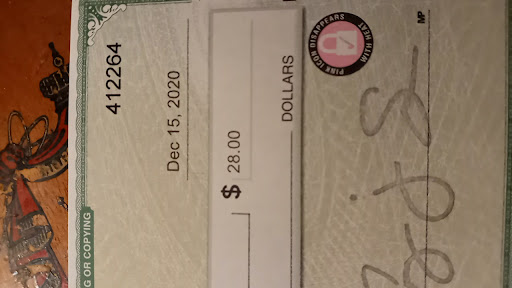 412264
Dec 15, 2020
$ 28.00
DOLLARS
PINK ICON DISAPPEARS WITH HEAT
MP
G OR COPYING